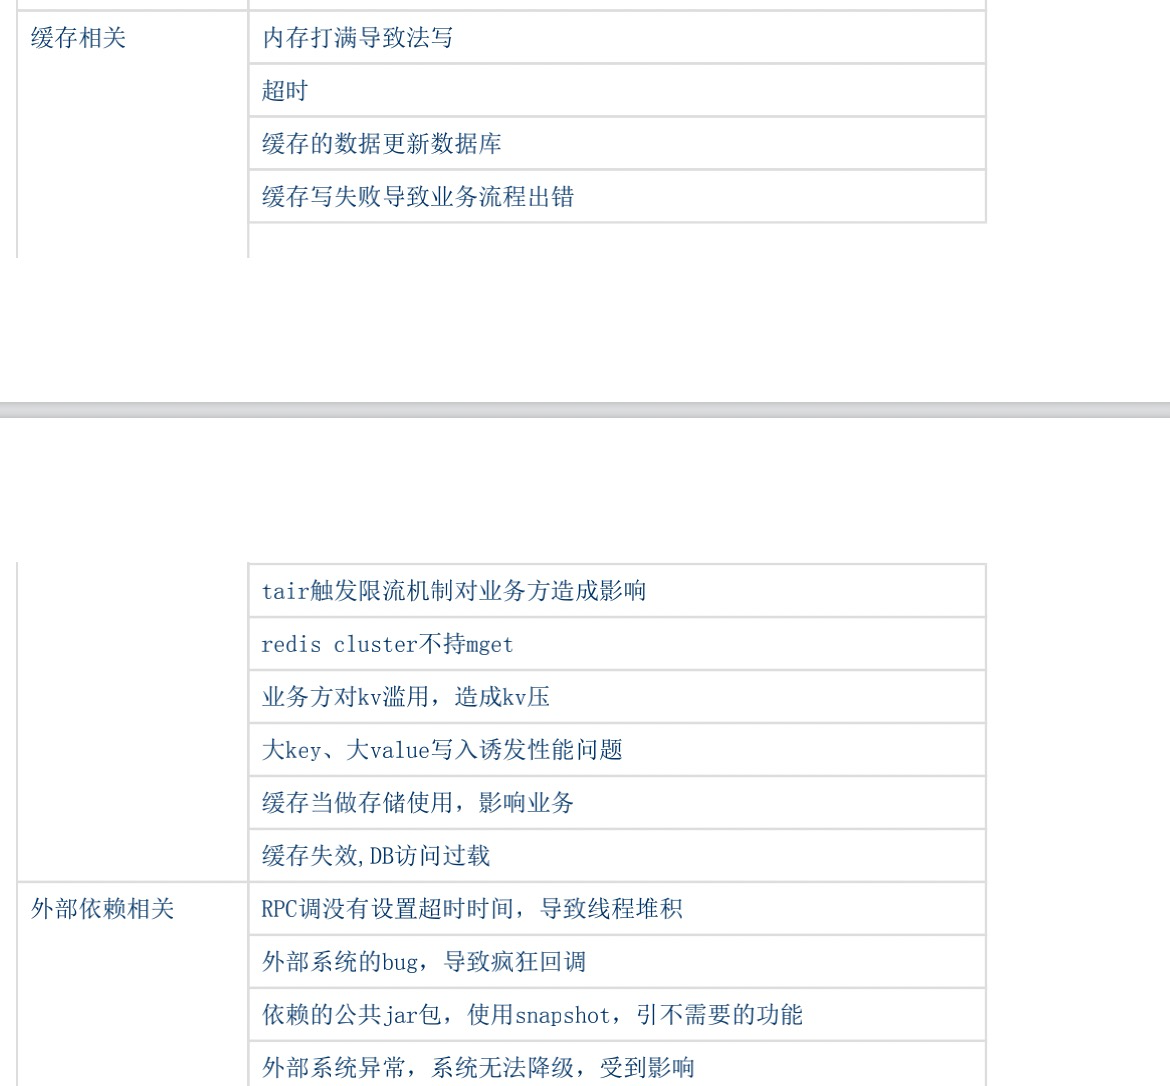 缓存相关
内存打满导致法写
超时
缓存的数据更新数据库
缓存写失败导致业务流程出错
tair触发限流机制对业务方造成影响
redis cluster不持mget
业务方对kv滥用，造成kv压
大key、大value写入诱发性能问题
缓存当做存储使用，影响业务
缓存失效,DB访问过载
外部依赖相关
RPC调没有设置超时时间，导致线程堆积
外部系统的bug，导致疯狂回调
依赖的公共jar包，使用snapshot，引不需要的功能
外部系统异常，系统无法降级，受到影响